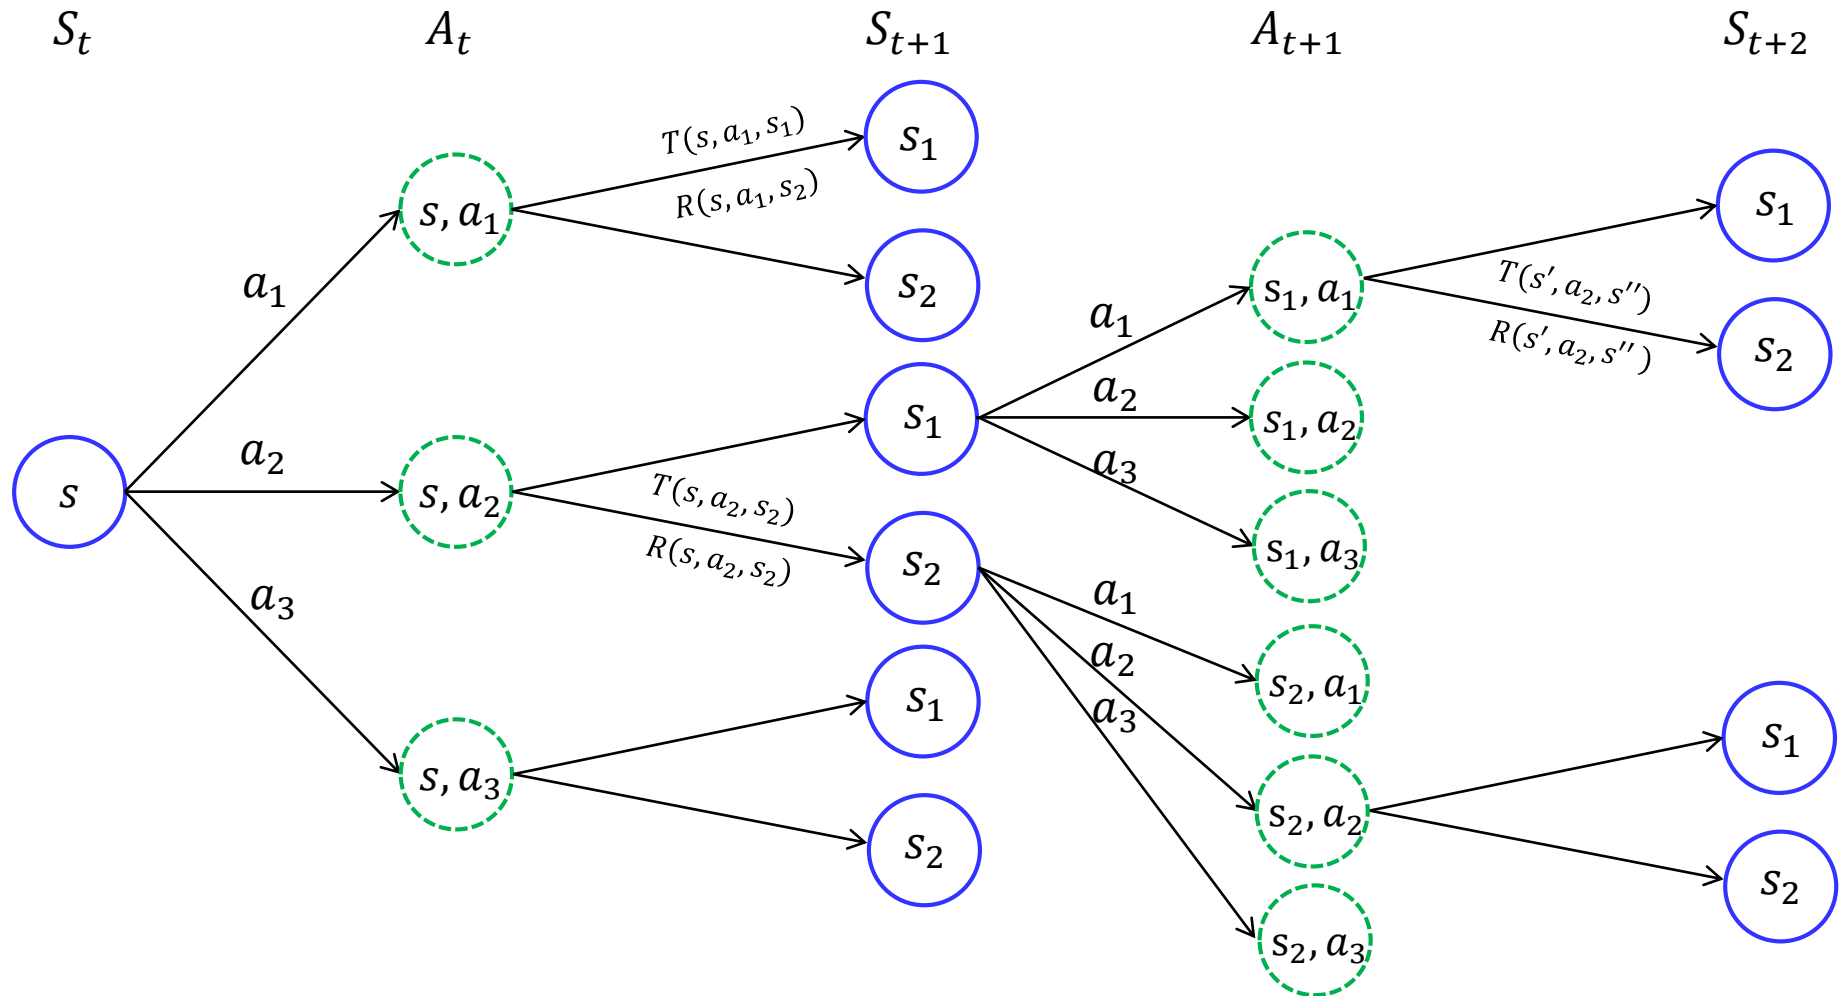 S_t A_t S_{t+1} A_{t+1} S_{t+2}
s
a_1
a_2
a_3
s, a_1
s, a_2
s, a_3
T(s, a_1, s_1)
R(s, a_1, s_2)
T(s, a_2, s_2)
R(s, a_2, s_2)
s_1
s_2
s_1
s_2
s_1
s_2
a_1
a_2
a_3
a_1
a_2
a_3
s_1, a_1
s_1, a_2
s_1, a_3
s_2, a_1
s_2, a_2
s_2, a_3
T(s′, a_2, s′′)
R(s′, a_2, s′′)
s_1
s_2
s_1
s_2